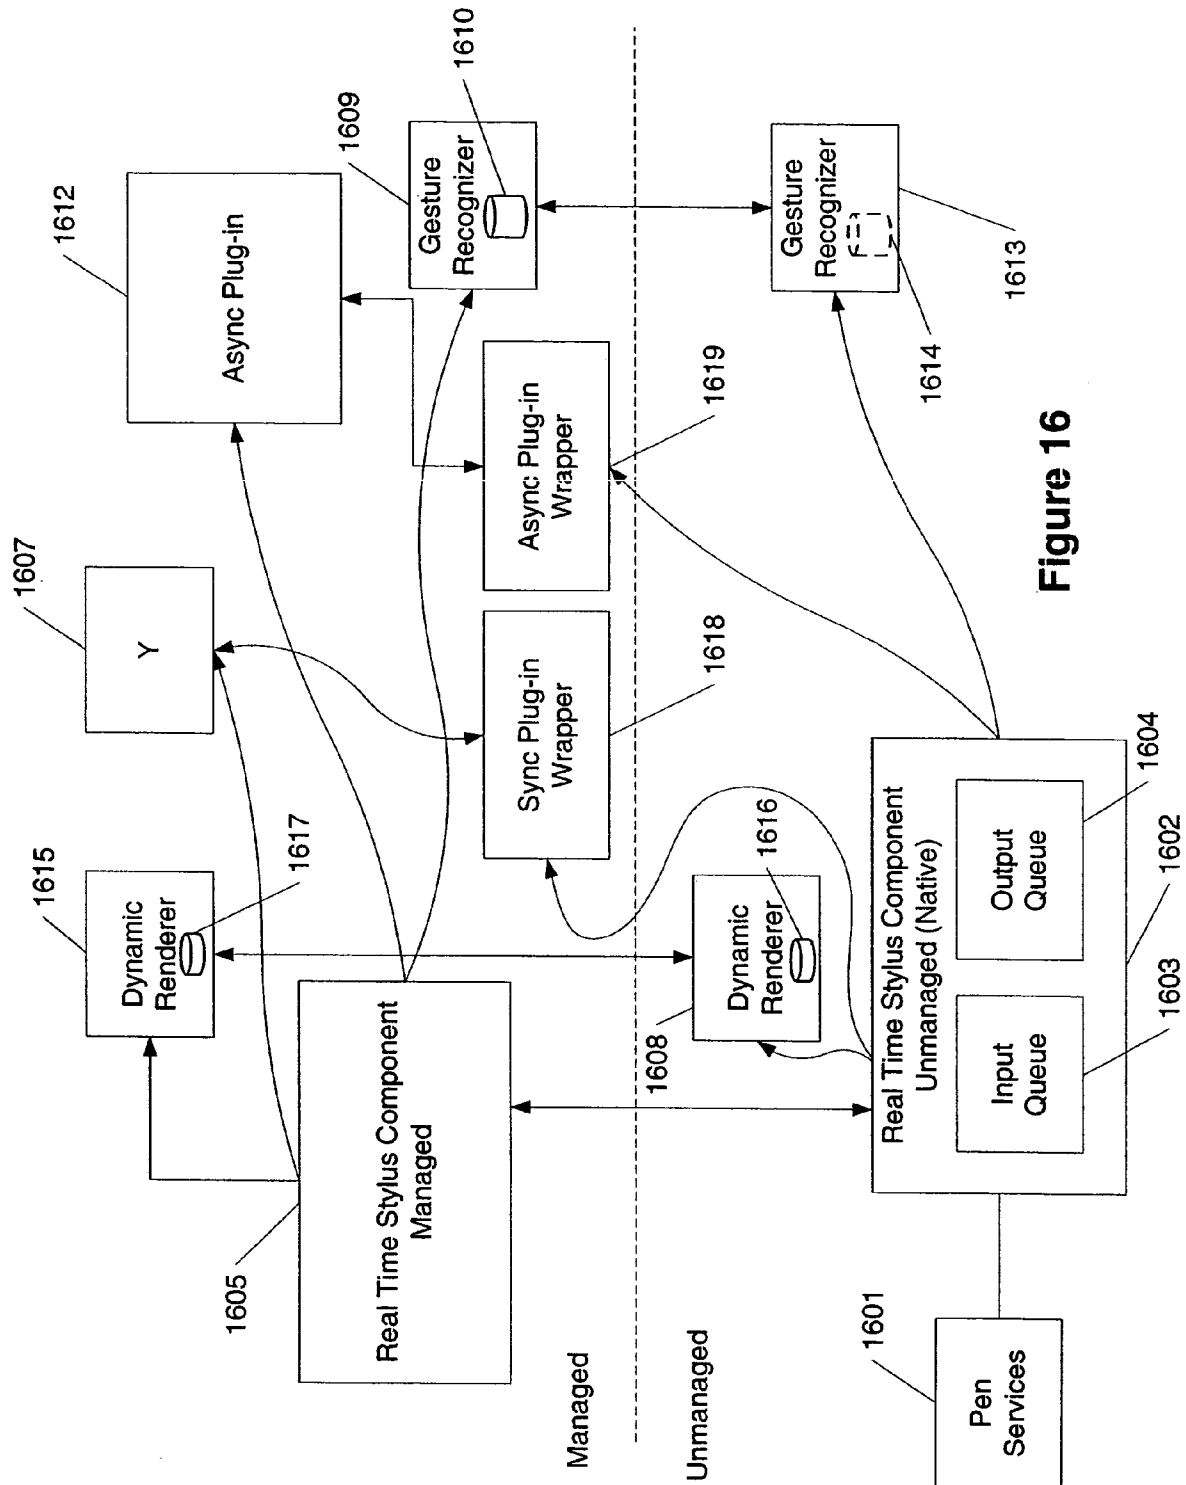 1615
1607
1612
Dynamic
Renderer
1617
Y
Async Plug-in
1605
Real Time Stylus Component
Managed
1609
Gesture
Recognizer
1610
Sync Plug-in
Wrapper
1618
Async Plug-in
Wrapper
1619
Managed
Unmanaged
1608
Dynamic
Renderer
1616
Gesture
Recognizer
1613
1614
1601
Pen
Services
Real Time Stylus Component
Unmanaged (Native)
Input
Queue
1603
Output
Queue
1604
1602
Figure 16